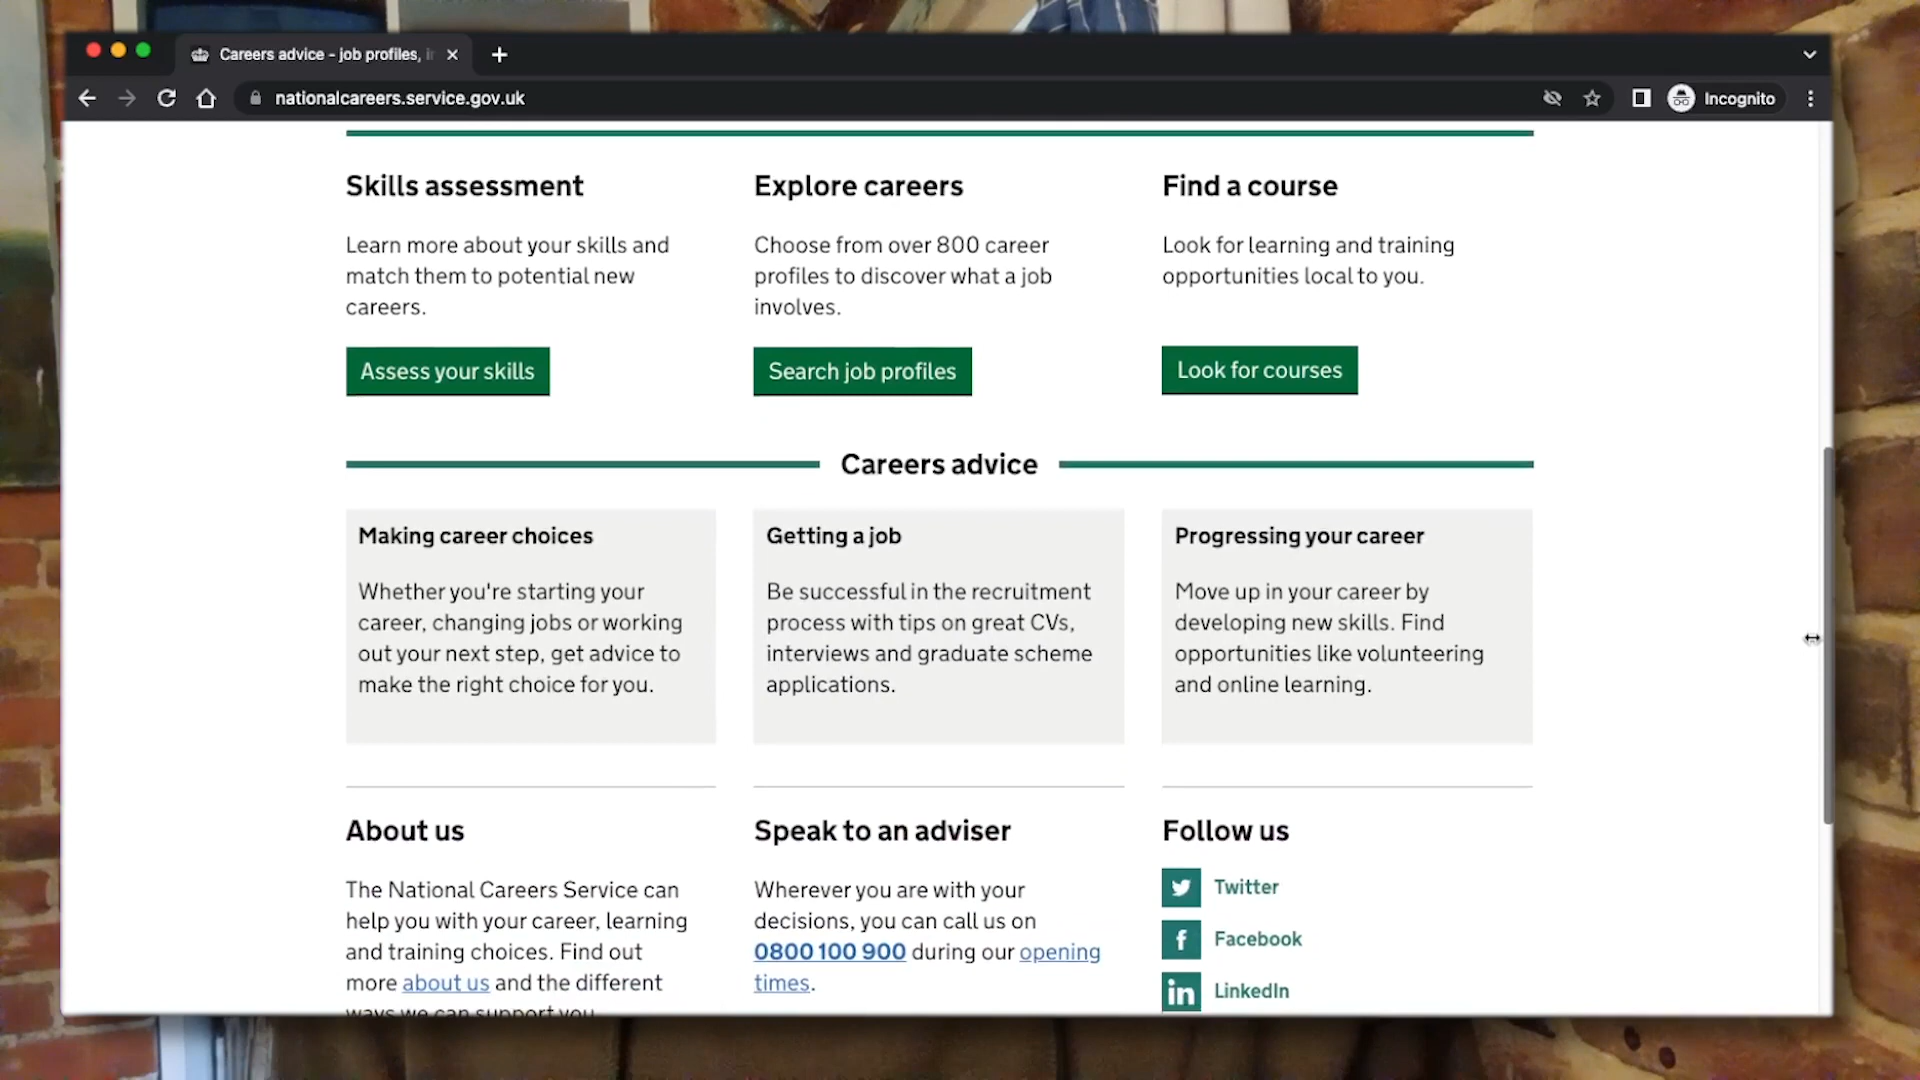 Careers advice - job profiles, i
nationalcareers.service.gov.uk
Incognito
Skills assessment
Learn more about your skills and
match them to potential new
careers.
Assess your skills
Explore careers
Choose from over 800 career
profiles to discover what a job
involves.
Search job profiles
Find a course
Look for learning and training
opportunities local to you.
Look for courses
Careers advice
Making career choices
Whether you're starting your
career, changing jobs or working
out your next step, get advice to
make the right choice for you.
Getting a job
Be successful in the recruitment
process with tips on great CVs,
interviews and graduate scheme
applications.
Progressing your career
Move up in your career by
developing new skills. Find
opportunities like volunteering
and online learning.
About us
The National Careers Service can
help you with your career, learning
and training choices. Find out
more about us and the different
ways we can support you
Speak to an adviser
Wherever you are with your
decisions, you can call us on
0800 100 900 during our opening
times.
Follow us
Twitter
f Facebook
in LinkedIn